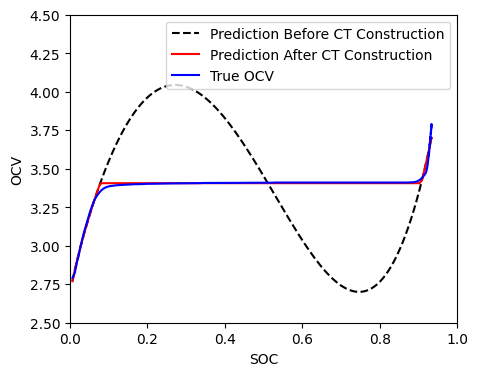 4.50
4.25
4.00
3.75
3.50
3.25
3.00
2.75
2.50
OCV
Prediction Before CT Construction
Prediction After CT Construction
True OCV
0.0 0.2 0.4 0.6 0.8 1.0
SOC